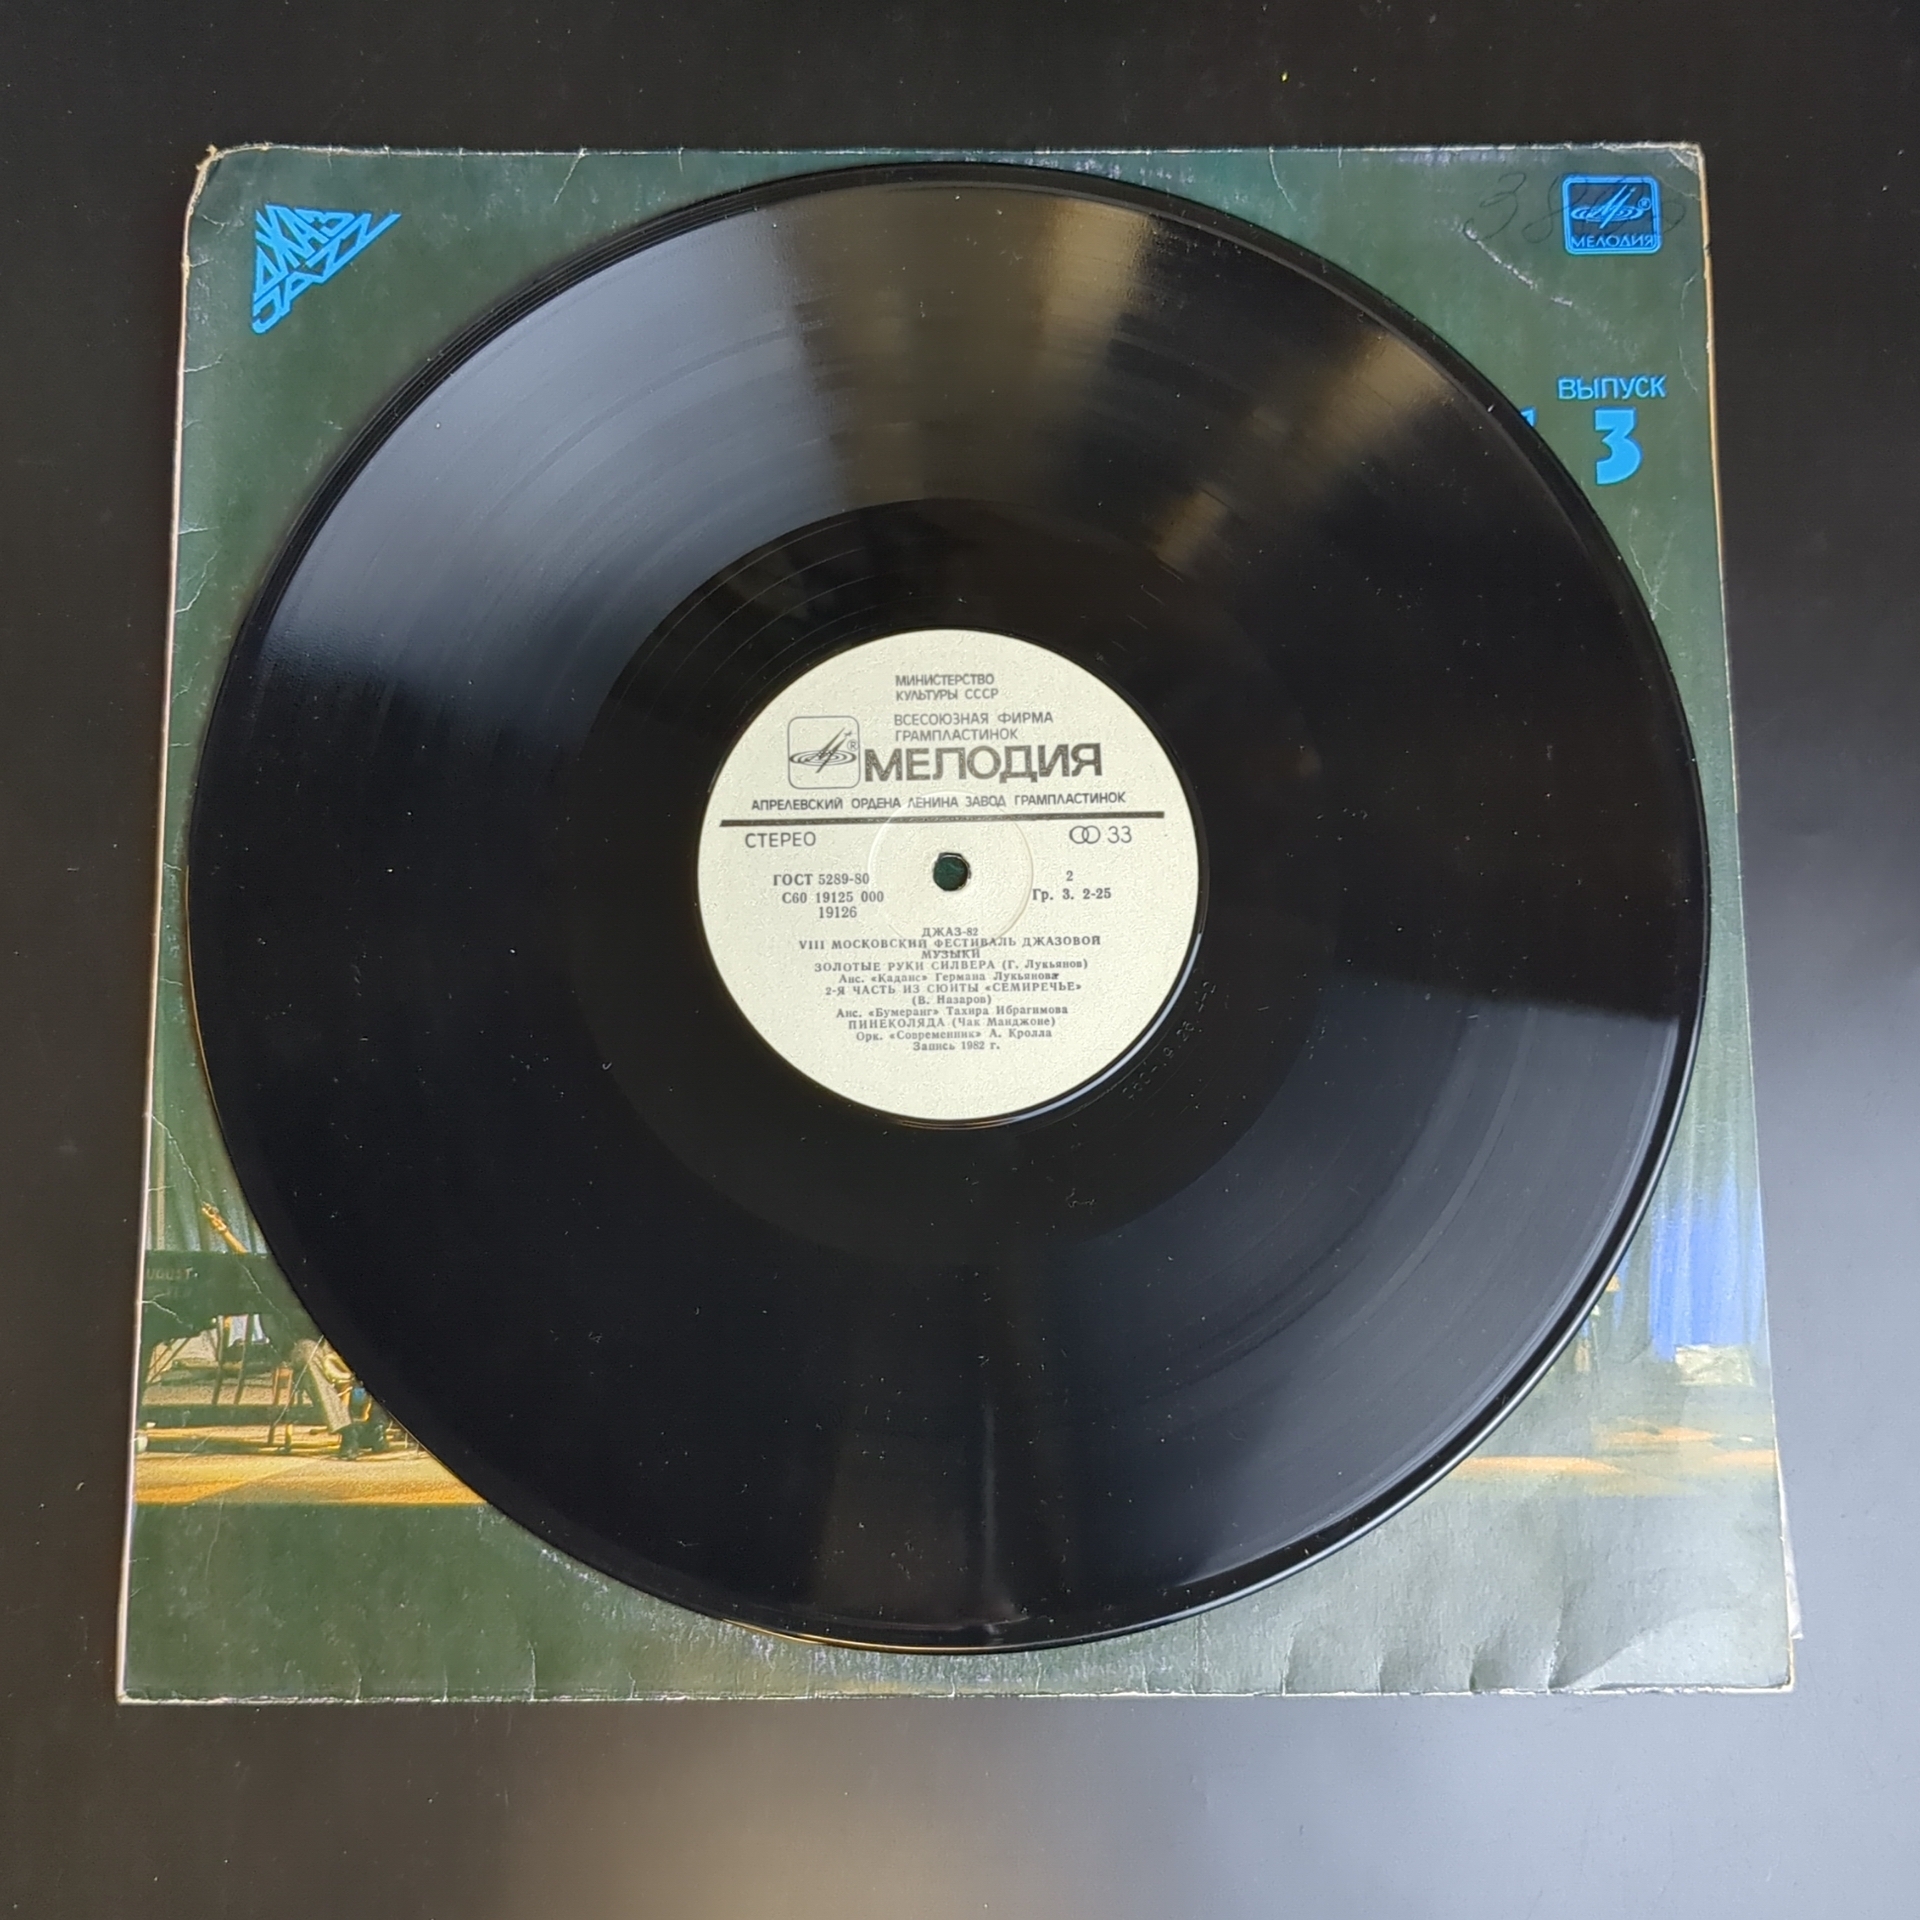 ДЖАЗ
JAZZ
МЕЛОДИЯ
ВЫПУСК
3
МИНИСТЕРСТВО
КУЛЬТУРЫ СССР
ВСЕСОЮЗНАЯ ФИРМА
ГРАМПЛАСТИНОК
МЕЛОДИЯ
АПРЕЛЕВСКИЙ ОРДЕНА ЛЕНИНА ЗАВОД ГРАМПЛАСТИНОК
СТЕРЕО 33
ГОСТ 5289-80 2
С60 19125 000 Гр. 3. 2-25
19126
ДЖАЗ-82
VIII МОСКОВСКИЙ ФЕСТИВАЛЬ ДЖАЗОВОЙ
МУЗЫКИ
ЗОЛОТЫЕ РУКИ СИЛВЕРА (Г. Лукьянов)
Анс. «Каданс» Германа Лукьянова
2-Я ЧАСТЬ ИЗ СЮИТЫ «СЕМИРЕЧЬЕ»
(В. Назаров)
Анс. «Бумеранг» Тахира Ибрагимова
ПИНЕКОЛЯДА (Чак Манджоне)
Орк. «Современник» А. Кролла
Запись 1982 г.